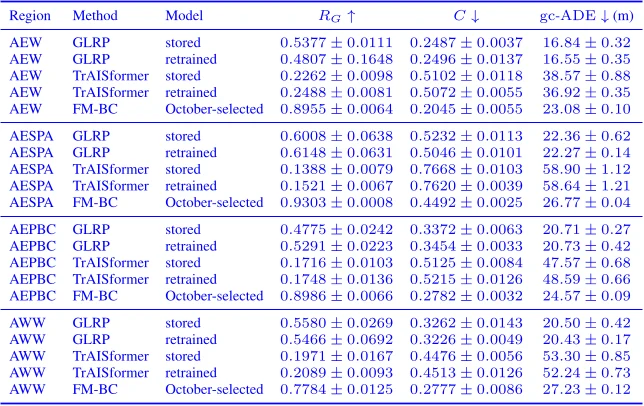 Region Method Model R_G ↑ C ↓ gc-ADE ↓ (m)
AEW GLRP stored 0.5377 ± 0.0111 0.2487 ± 0.0037 16.84 ± 0.32
AEW GLRP retrained 0.4807 ± 0.1648 0.2496 ± 0.0137 16.55 ± 0.35
AEW TrAISformer stored 0.2262 ± 0.0098 0.5102 ± 0.0118 38.57 ± 0.88
AEW TrAISformer retrained 0.2488 ± 0.0081 0.5072 ± 0.0055 36.92 ± 0.35
AEW FM-BC October-selected 0.8955 ± 0.0064 0.2045 ± 0.0055 23.08 ± 0.10
AESPA GLRP stored 0.6008 ± 0.0638 0.5232 ± 0.0113 22.36 ± 0.62
AESPA GLRP retrained 0.6148 ± 0.0631 0.5046 ± 0.0101 22.27 ± 0.14
AESPA TrAISformer stored 0.1388 ± 0.0079 0.7668 ± 0.0103 58.90 ± 1.12
AESPA TrAISformer retrained 0.1521 ± 0.0067 0.7620 ± 0.0039 58.64 ± 1.21
AESPA FM-BC October-selected 0.9303 ± 0.0008 0.4492 ± 0.0025 26.77 ± 0.04
AEPBC GLRP stored 0.4775 ± 0.0242 0.3372 ± 0.0063 20.71 ± 0.27
AEPBC GLRP retrained 0.5291 ± 0.0223 0.3454 ± 0.0033 20.73 ± 0.42
AEPBC TrAISformer stored 0.1716 ± 0.0103 0.5125 ± 0.0084 47.57 ± 0.68
AEPBC TrAISformer retrained 0.1748 ± 0.0136 0.5215 ± 0.0126 48.59 ± 0.66
AEPBC FM-BC October-selected 0.8986 ± 0.0066 0.2782 ± 0.0032 24.57 ± 0.09
AWW GLRP stored 0.5580 ± 0.0269 0.3262 ± 0.0143 20.50 ± 0.42
AWW GLRP retrained 0.5466 ± 0.0692 0.3226 ± 0.0049 20.43 ± 0.17
AWW TrAISformer stored 0.1971 ± 0.0167 0.4476 ± 0.0056 53.30 ± 0.85
AWW TrAISformer retrained 0.2089 ± 0.0093 0.4513 ± 0.0126 52.24 ± 0.73
AWW FM-BC October-selected 0.7784 ± 0.0125 0.2777 ± 0.0086 27.23 ± 0.12